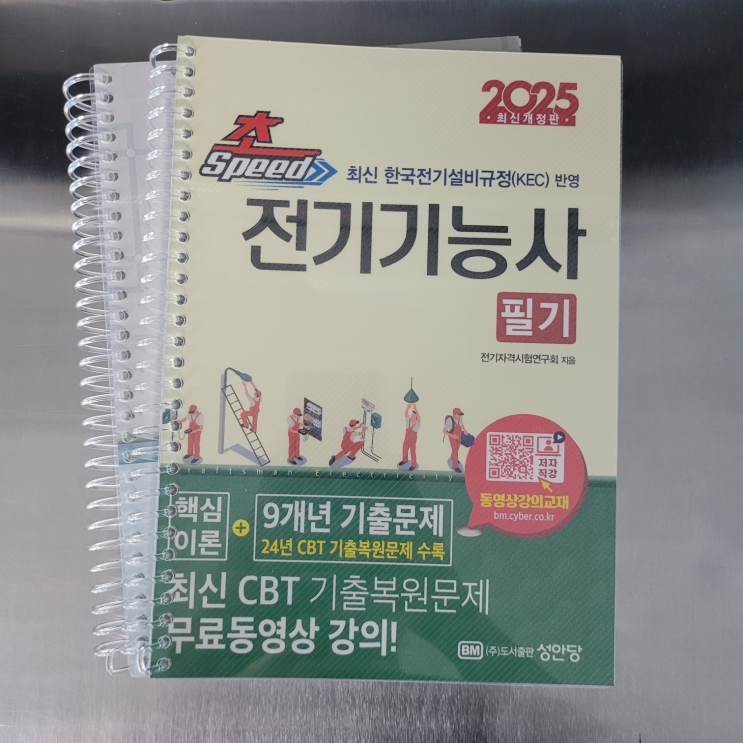 2025
최신개정판
초
Speed
최신 한국전기설비규정(KEC) 반영
전기기능사
필기
전기자격시험연구회 지음
Craftsman Electricity
저자
직강
동영상강의교재
bm.cyber.co.kr
핵심
이론
+
9개년 기출문제
24년 CBT 기출복원문제 수록
최신 CBT 기출복원문제
무료동영상 강의!
BM (주)도서출판 성안당